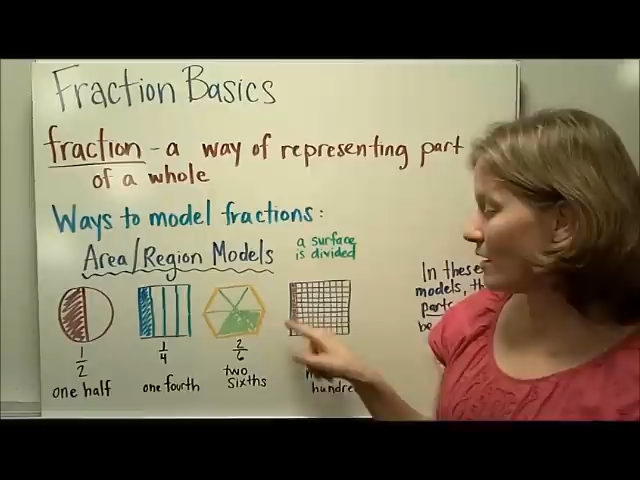 Fraction Basics
fraction - a way of representing part
of a whole
Ways to model fractions:
Area/Region Models
a surface
is divided
In these
models, th
parts
be
1/2
one half
1/4
one fourth
2/6
two
sixths
hundre